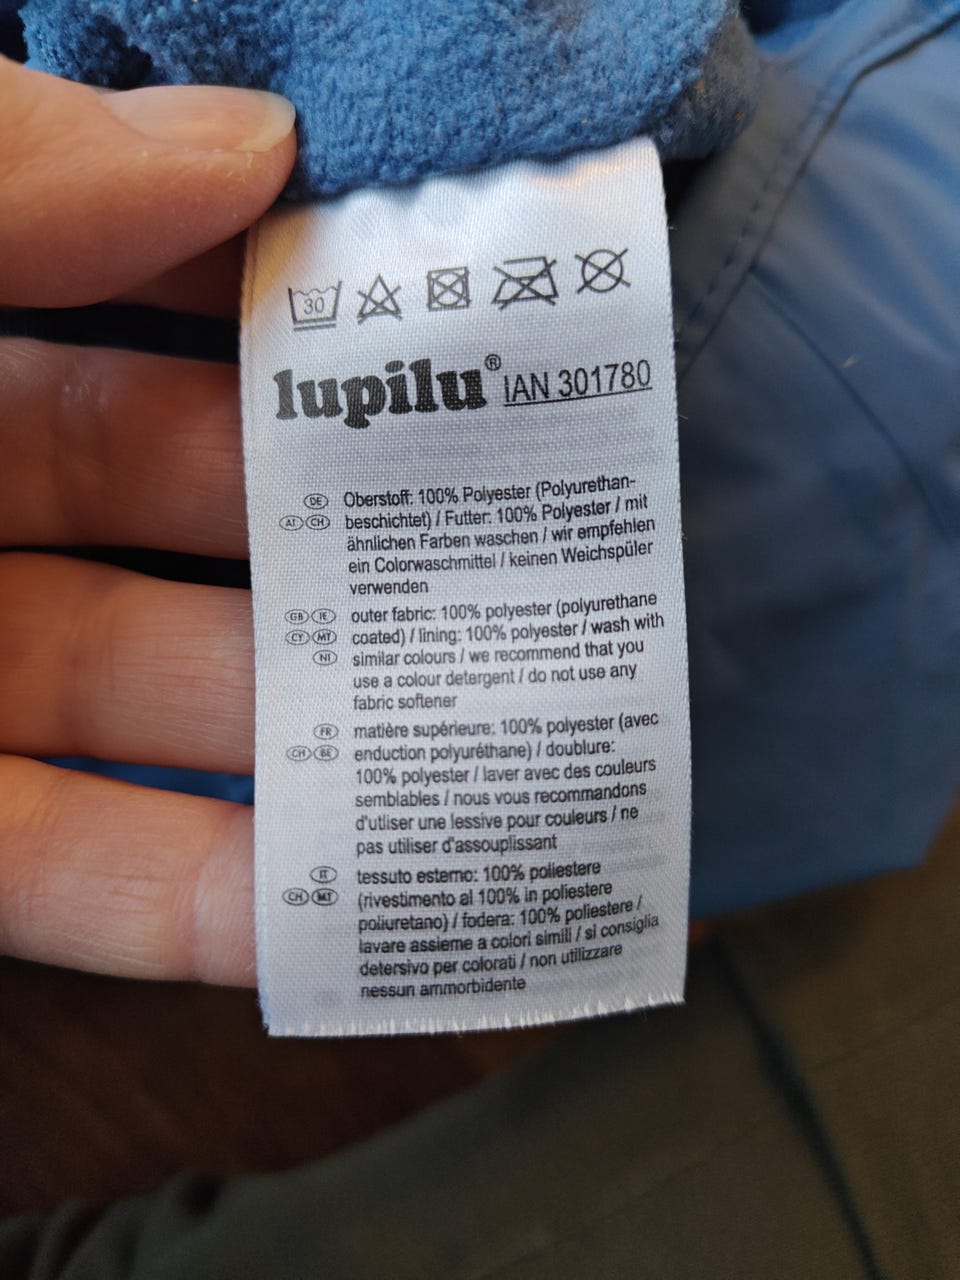 30
lupilu® IAN 301780
DE Oberstoff: 100% Polyester (Polyurethan-
AT CH beschichtet) / Futter: 100% Polyester / mit
ähnlichen Farben waschen / wir empfehlen
ein Colorwaschmittel / keinen Weichspüler
verwenden
GB IE outer fabric: 100% polyester (polyurethane
CY MT coated) / lining: 100% polyester / wash with
NI similar colours / we recommend that you
use a colour detergent / do not use any
fabric softener
FR matière supérieure: 100% polyester (avec
CH BE enduction polyuréthane) / doublure:
100% polyester / laver avec des couleurs
semblables / nous vous recommandons
d'utliser une lessive pour couleurs / ne
pas utiliser d'assouplissant
IT tessuto esterno: 100% poliestere
CH MT (rivestimento al 100% in poliestere
poliuretano) / fodera: 100% poliestere /
lavare assieme a colori simili / si consiglia
detersivo per colorati / non utilizzare
nessun ammorbidente